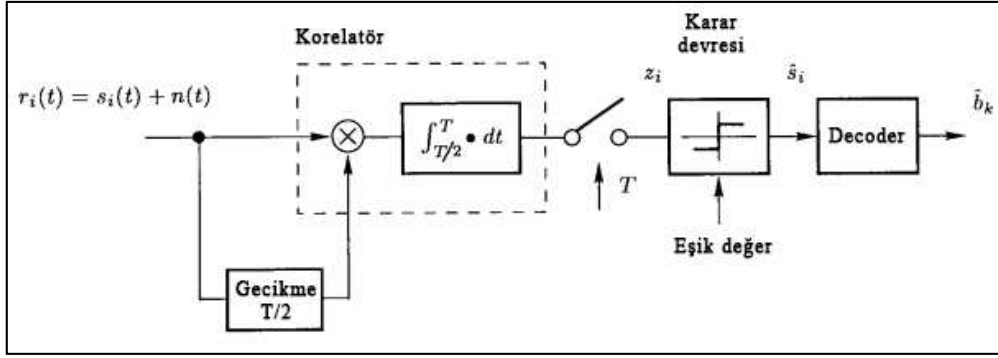 Korelatör
Karar
devresi
r_i(t) = s_i(t) + n(t)
z_i
ŝ_i
b̂_k
∫_{T/2}^{T} • dt
Decoder
T
Eşik değer
Gecikme
T/2